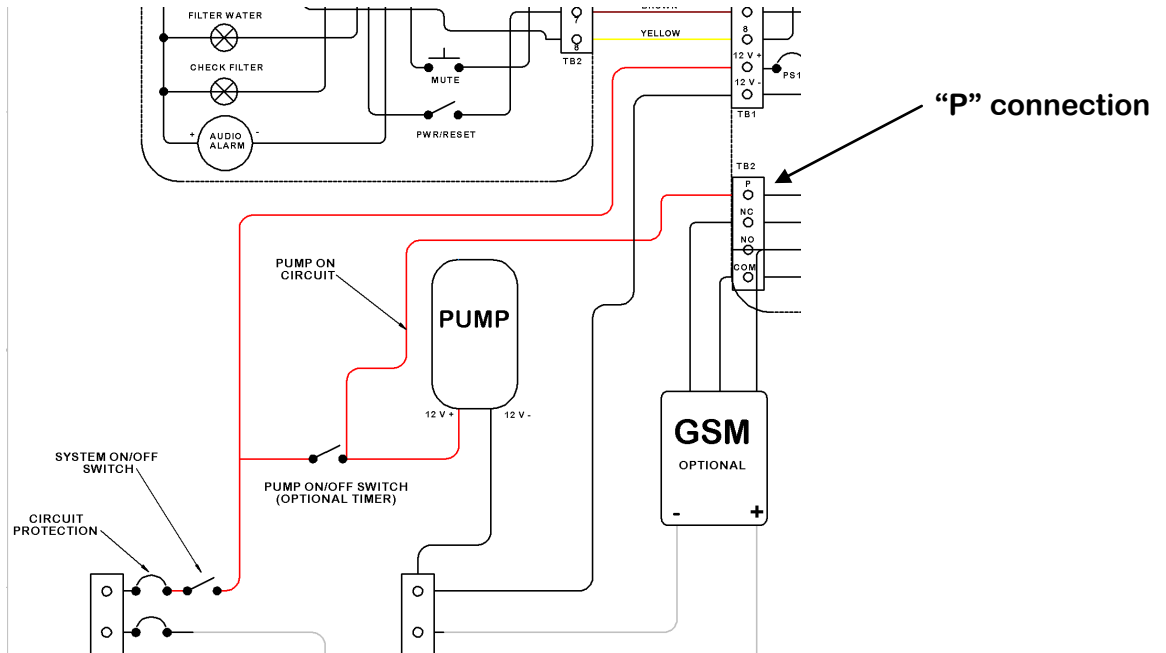 FILTER WATER
CHECK FILTER
+ AUDIO ALARM -
MUTE
PWR/RESET
7
8
TB2
YELLOW
8
12 V +
12 V -
PS1
TB1
“P” connection
TB2
P
NC
NO
COM
PUMP ON
CIRCUIT
PUMP
12 V +
12 V -
GSM
OPTIONAL
-
+
SYSTEM ON/OFF
SWITCH
PUMP ON/OFF SWITCH
(OPTIONAL TIMER)
CIRCUIT
PROTECTION